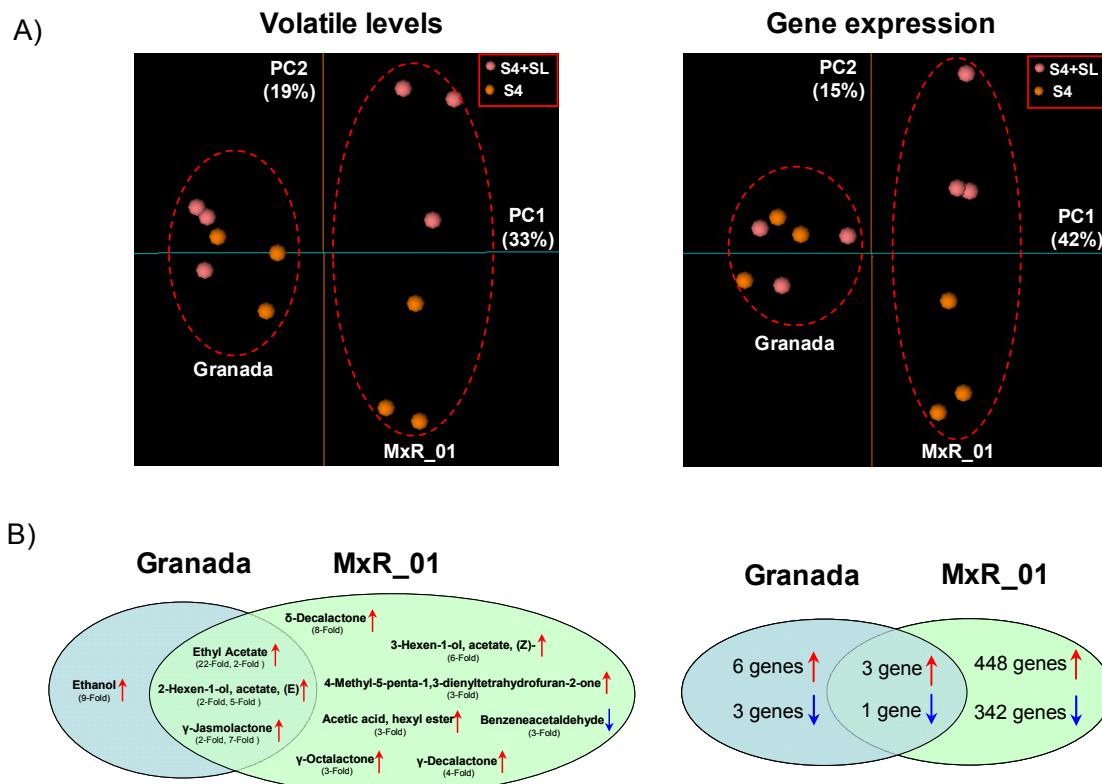 A)
Volatile levels
Gene expression
PC2
(19%)
S4+SL
S4
PC1
(33%)
Granada
MxR_01
PC2
(15%)
S4+SL
S4
PC1
(42%)
Granada
MxR_01
B)
Granada
MxR_01
δ-Decalactone
(8-Fold)
3-Hexen-1-ol, acetate, (Z)-
(6-Fold)
Ethyl Acetate
(22-Fold, 2-Fold )
Ethanol
(9-Fold)
2-Hexen-1-ol, acetate, (E)
(2-Fold, 5-Fold )
4-Methyl-5-penta-1,3-dienyltetrahydrofuran-2-one
(3-Fold)
γ-Jasmolactone
(2-Fold, 7-Fold )
Acetic acid, hexyl ester
(3-Fold)
Benzeneacetaldehyde
(3-Fold)
γ-Octalactone
(3-Fold)
γ-Decalactone
(4-Fold)
Granada
MxR_01
6 genes
3 gene
448 genes
3 genes
1 gene
342 genes